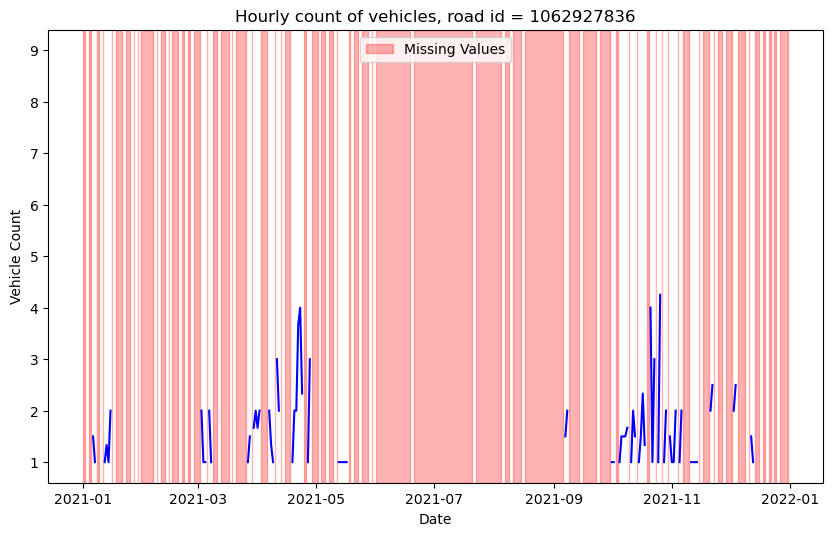 Hourly count of vehicles, road id = 1062927836
Missing Values
9
8
7
6
5
4
3
2
1
Vehicle Count
2021-01 2021-03 2021-05 2021-07 2021-09 2021-11 2022-01
Date